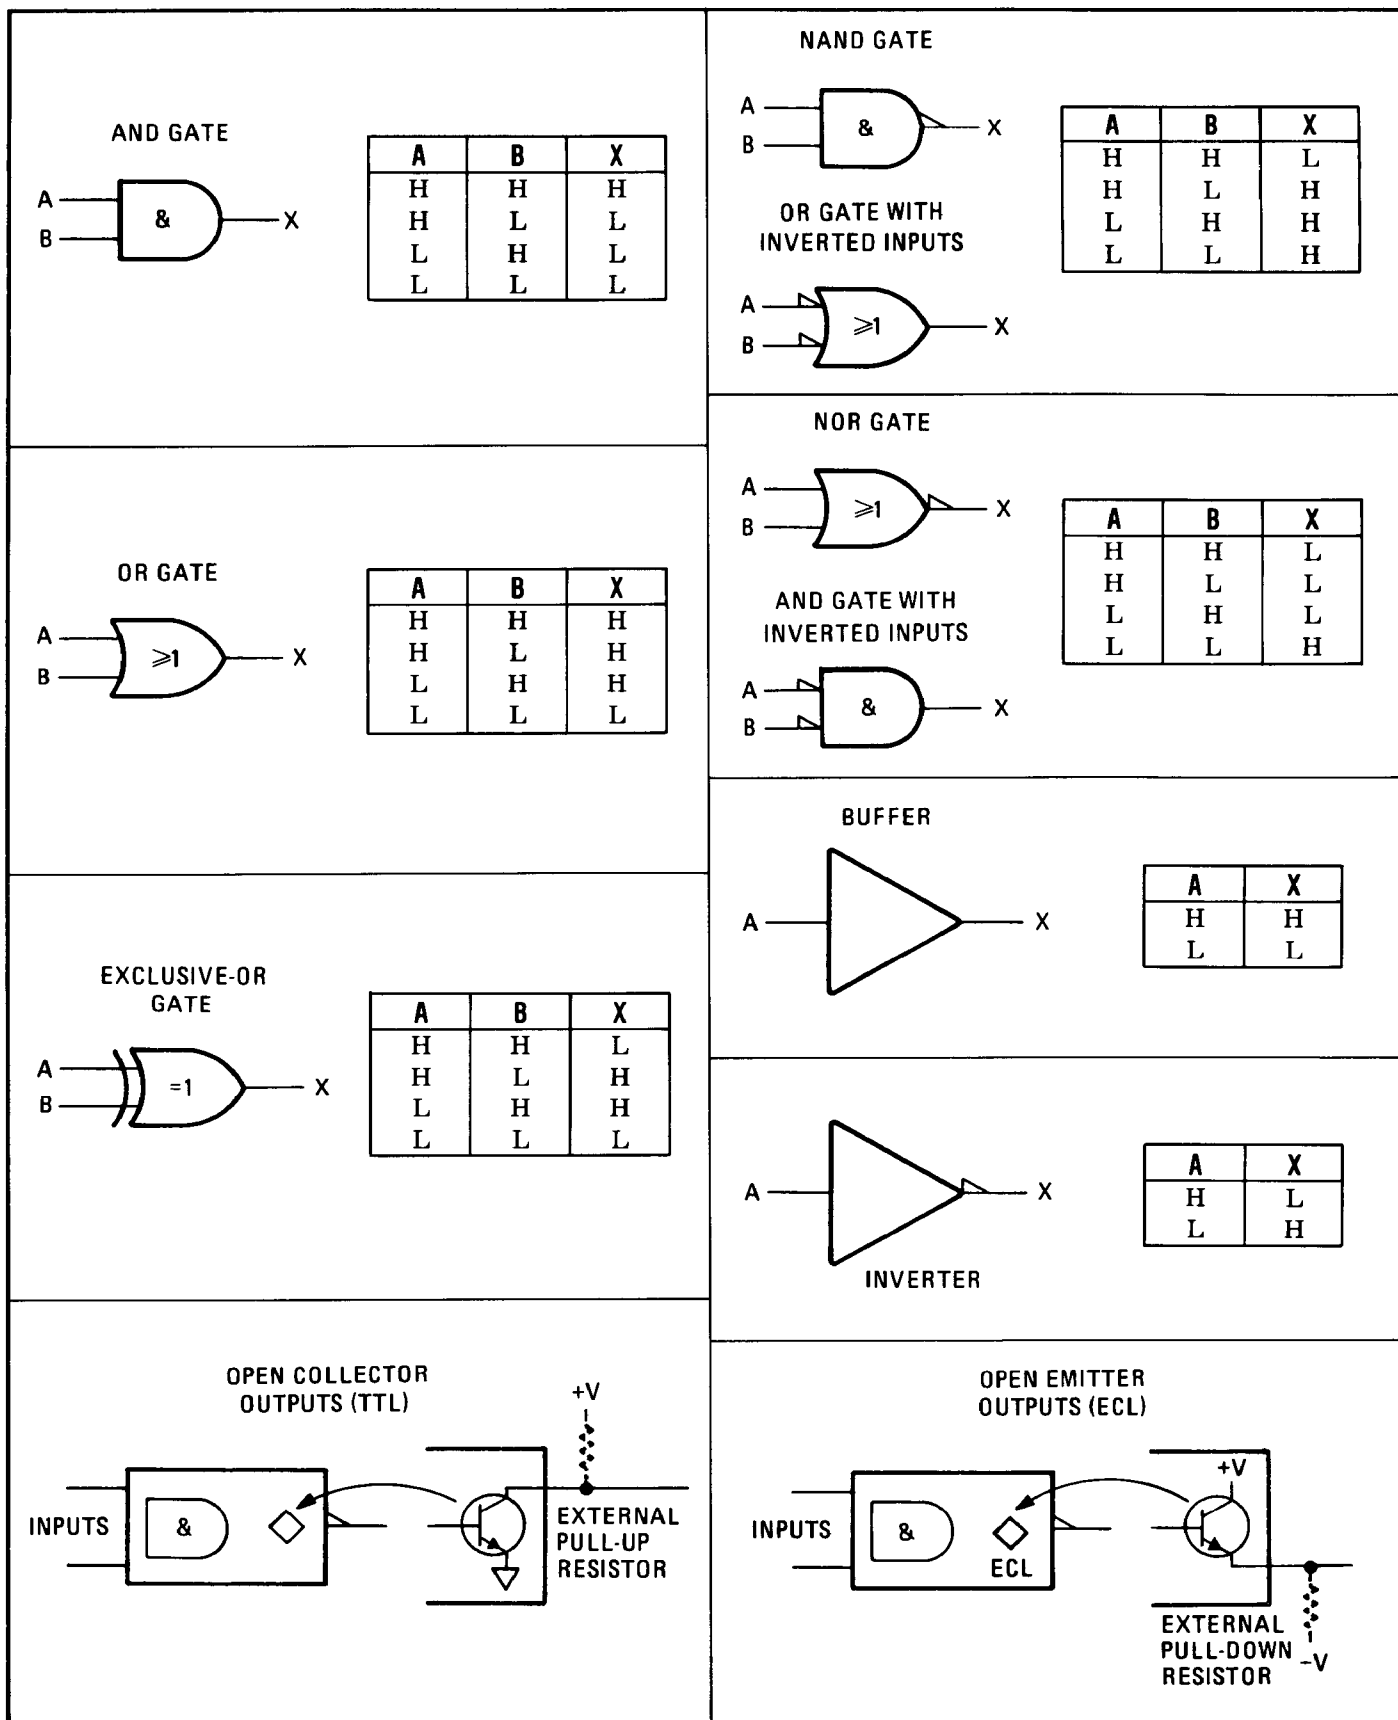 AND GATE
A
B
&
X
A B X
H H H
H L L
L H L
L L L
OR GATE
A
B
≥1
X
A B X
H H H
H L H
L H H
L L L
EXCLUSIVE-OR
GATE
A
B
=1
X
A B X
H H L
H L H
L H H
L L L
OPEN COLLECTOR
OUTPUTS (TTL)
+V
INPUTS
&
EXTERNAL
PULL-UP
RESISTOR
NAND GATE
A
B
&
X
OR GATE WITH
INVERTED INPUTS
A
B
≥1
X
A B X
H H L
H L H
L H H
L L H
NOR GATE
A
B
≥1
X
AND GATE WITH
INVERTED INPUTS
A
B
&
X
A B X
H H L
H L L
L H L
L L H
BUFFER
A
X
A X
H H
L L
A
X
INVERTER
A X
H L
L H
OPEN EMITTER
OUTPUTS (ECL)
+V
INPUTS
&
ECL
EXTERNAL
PULL-DOWN
RESISTOR
-V